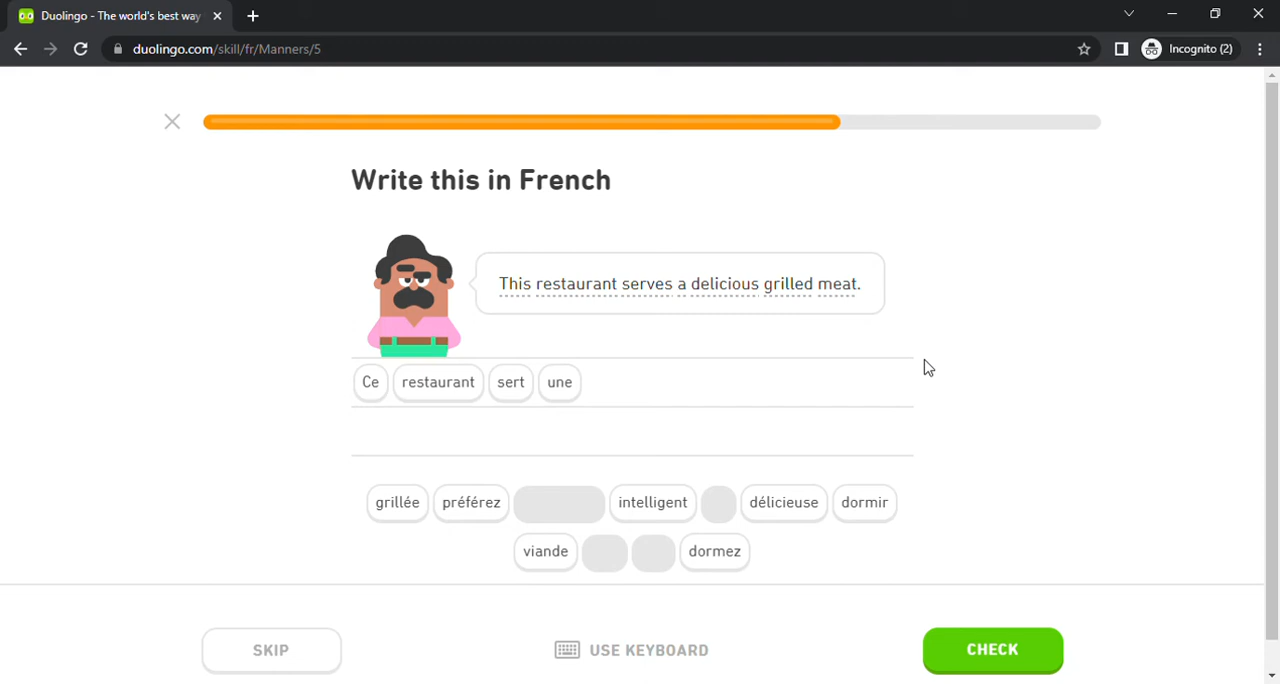 Duolingo - The world's best way
duolingo.com/skill/fr/Manners/5
Incognito (2)
Write this in French
This restaurant serves a delicious grilled meat.
Ce restaurant sert une
grillée préférez intelligent délicieuse dormir
viande dormez
SKIP USE KEYBOARD CHECK